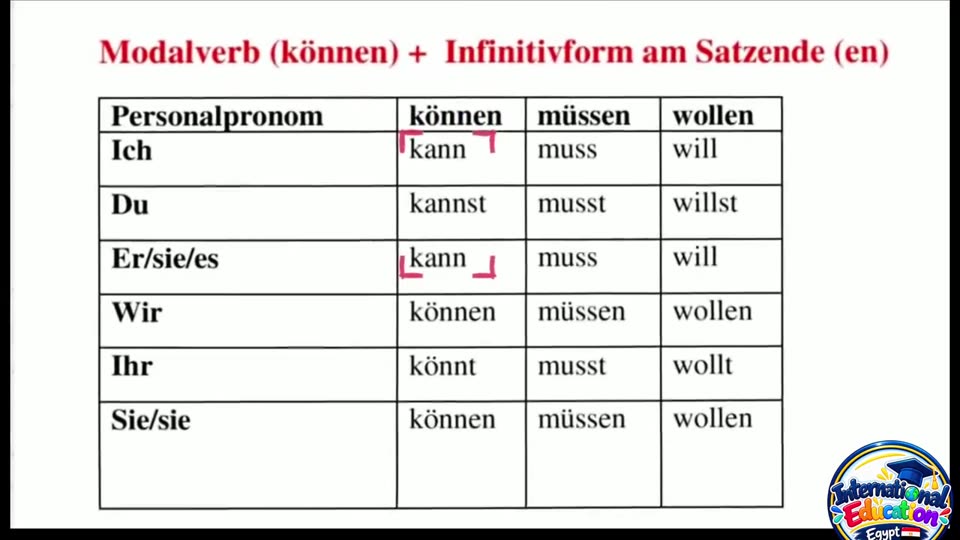 Modalverb (können) + Infinitivform am Satzende (en)
Personalpronom können müssen wollen
Ich kann muss will
Du kannst musst willst
Er/sie/es kann muss will
Wir können müssen wollen
Ihr könnt musst wollt
Sie/sie können müssen wollen
International
Education
Egypt